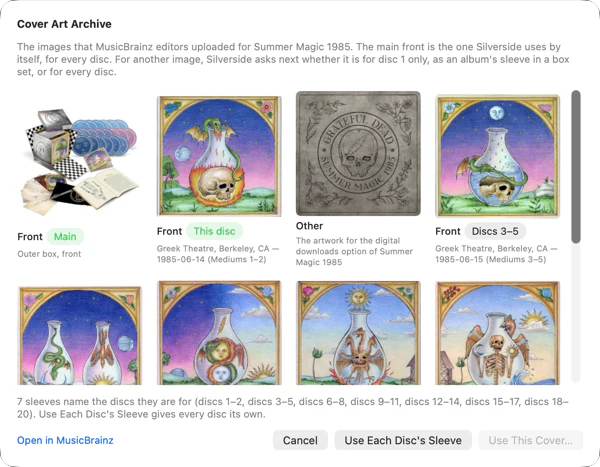 Cover Art Archive
The images that MusicBrainz editors uploaded for Summer Magic 1985. The main front is the one Silverside uses by
itself, for every disc. For another image, Silverside asks next whether it is for disc 1 only, as an album's sleeve in a box
set, or for every disc.
GRATEFUL DEAD
SUMMER MAGIC 1985
Front Main
Outer box, front
Front This disc
Greek Theatre, Berkeley, CA —
1985-06-14 (Mediums 1–2)
Other
The artwork for the digital
downloads option of Summer
Magic 1985
Front Discs 3–5
Greek Theatre, Berkeley, CA —
1985-06-15 (Mediums 3–5)
7 sleeves name the discs they are for (discs 1–2, discs 3–5, discs 6–8, discs 9–11, discs 12–14, discs 15–17, discs 18–
20). Use Each Disc's Sleeve gives every disc its own.
Open in MusicBrainz
Cancel
Use Each Disc's Sleeve
Use This Cover...